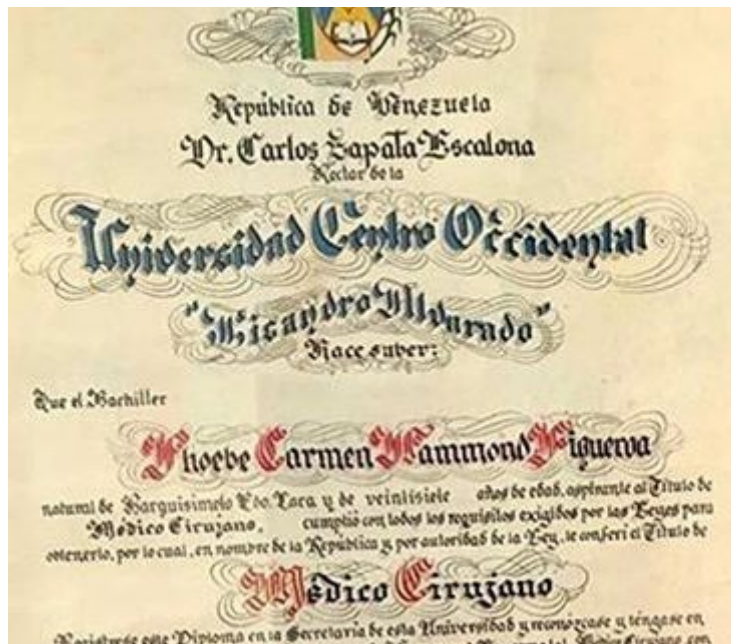 República de Venezuela
Dr. Carlos Zapata Escalona
Rector de la
Universidad Centro Occidental
"Lisandro Alvarado"
Hace saber:
Que el Bachiller
Phoebe Carmen Hammond Figueroa
natural de Barquisimeto Edo. Lara y de veintisiete años de edad, aspirante al Título de
Médico Cirujano, cumplió con todos los requisitos exigidos por las Leyes para
obtenerlo, por lo cual, en nombre de la República y por autoridad de la Ley, le conferí el Título de
Médico Cirujano
Regístrese este Diploma en la Secretaría de esta Universidad y reconózcase y téngase en
Médico Cirujano, con